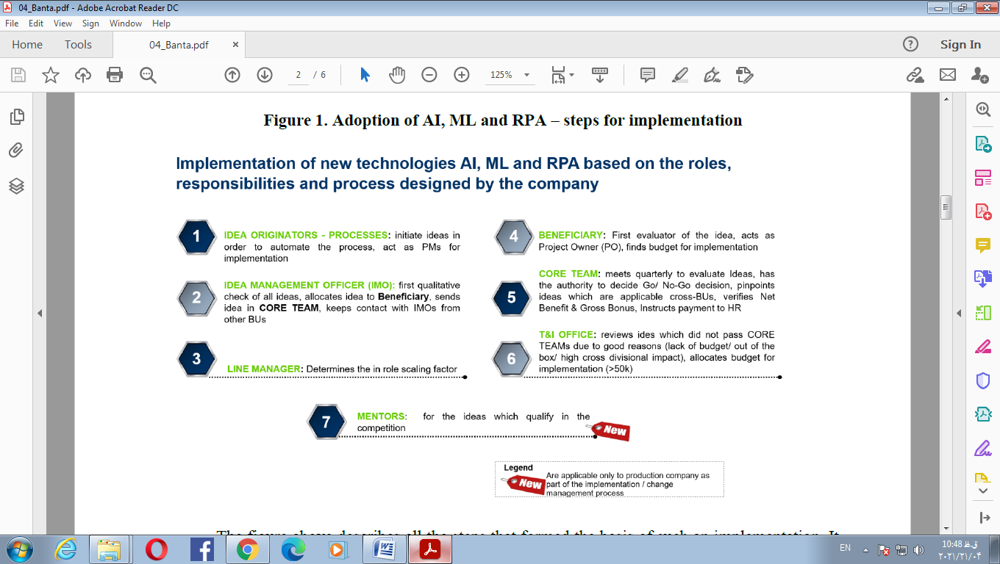 04_Banta.pdf - Adobe Acrobat Reader DC
File Edit View Sign Window Help
Home Tools 04_Banta.pdf × ? Sign In
2 / 6 125%
Figure 1. Adoption of AI, ML and RPA – steps for implementation
Implementation of new technologies AI, ML and RPA based on the roles,
responsibilities and process designed by the company
1
IDEA ORIGINATORS - PROCESSES: initiate ideas in
order to automate the process, act as PMs for
implementation
2
IDEA MANAGEMENT OFFICER (IMO): first qualitative
check of all ideas, allocates idea to Beneficiary, sends
idea in CORE TEAM, keeps contact with IMOs from
other BUs
3
LINE MANAGER: Determines the in role scaling factor
4
BENEFICIARY: First evaluator of the idea, acts as
Project Owner (PO), finds budget for implementation
5
CORE TEAM: meets quarterly to evaluate Ideas, has
the authority to decide Go/ No-Go decision, pinpoints
ideas which are applicable cross-BUs, verifies Net
Benefit & Gross Bonus, Instructs payment to HR
6
T&I OFFICE: reviews ides which did not pass CORE
TEAMs due to good reasons (lack of budget/ out of the
box/ high cross divisional impact), allocates budget for
implementation (>50k)
7
MENTORS: for the ideas which qualify in the
competition
New
Legend
New
Are applicable only to production company as
part of the implementation / change
management process
The figure above describes all the steps that formed the basis of such an implementation. It
EN
10:48 ق.ظ
۲۰۲۱/۲۱/۰۴